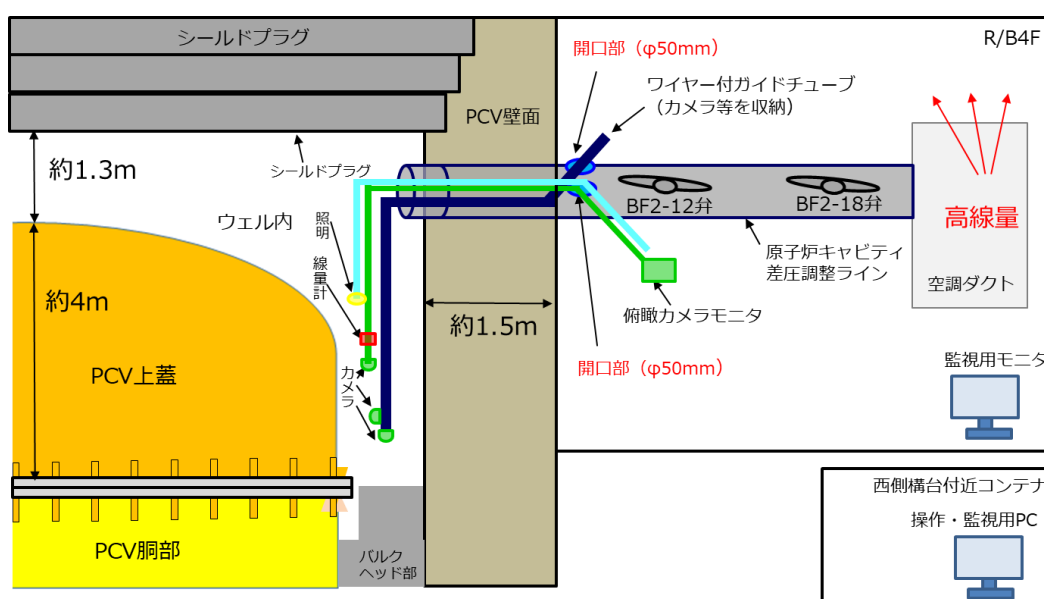 シールドプラグ
R/B4F
開口部（φ50mm）
ワイヤー付ガイドチューブ
（カメラ等を収納）
PCV壁面
約1.3m
シールドプラグ
ウェル内
照明
線量計
BF2-12弁
BF2-18弁
高線量
原子炉キャビティ
差圧調整ライン
空調ダクト
約4m
約1.5m
俯瞰カメラモニタ
開口部（φ50mm）
監視用モニタ
PCV上蓋
カメラ
西側構台付近コンテナ
操作・監視用PC
PCV胴部
バルク
ヘッド部